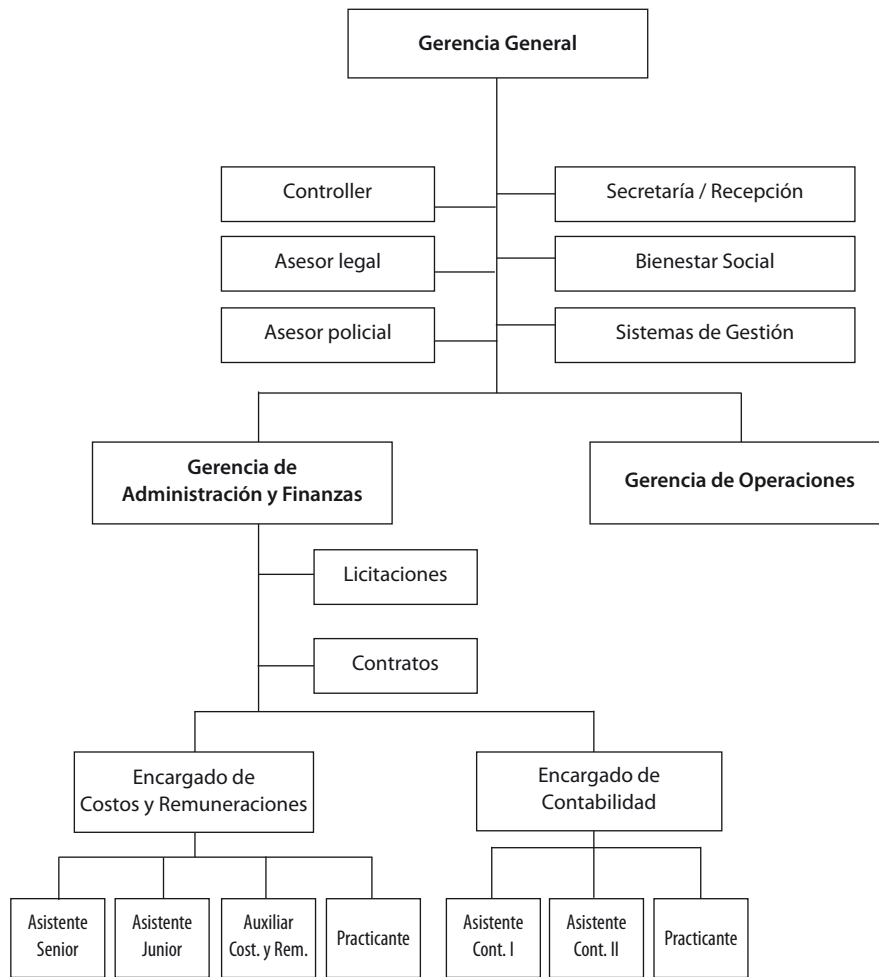 Gerencia General
Controller
Secretaría / Recepción
Asesor legal
Bienestar Social
Asesor policial
Sistemas de Gestión
Gerencia de
Administración y Finanzas
Gerencia de Operaciones
Licitaciones
Contratos
Encargado de
Costos y Remuneraciones
Encargado de
Contabilidad
Asistente
Senior
Asistente
Junior
Auxiliar
Cost. y Rem.
Practicante
Asistente
Cont. I
Asistente
Cont. II
Practicante